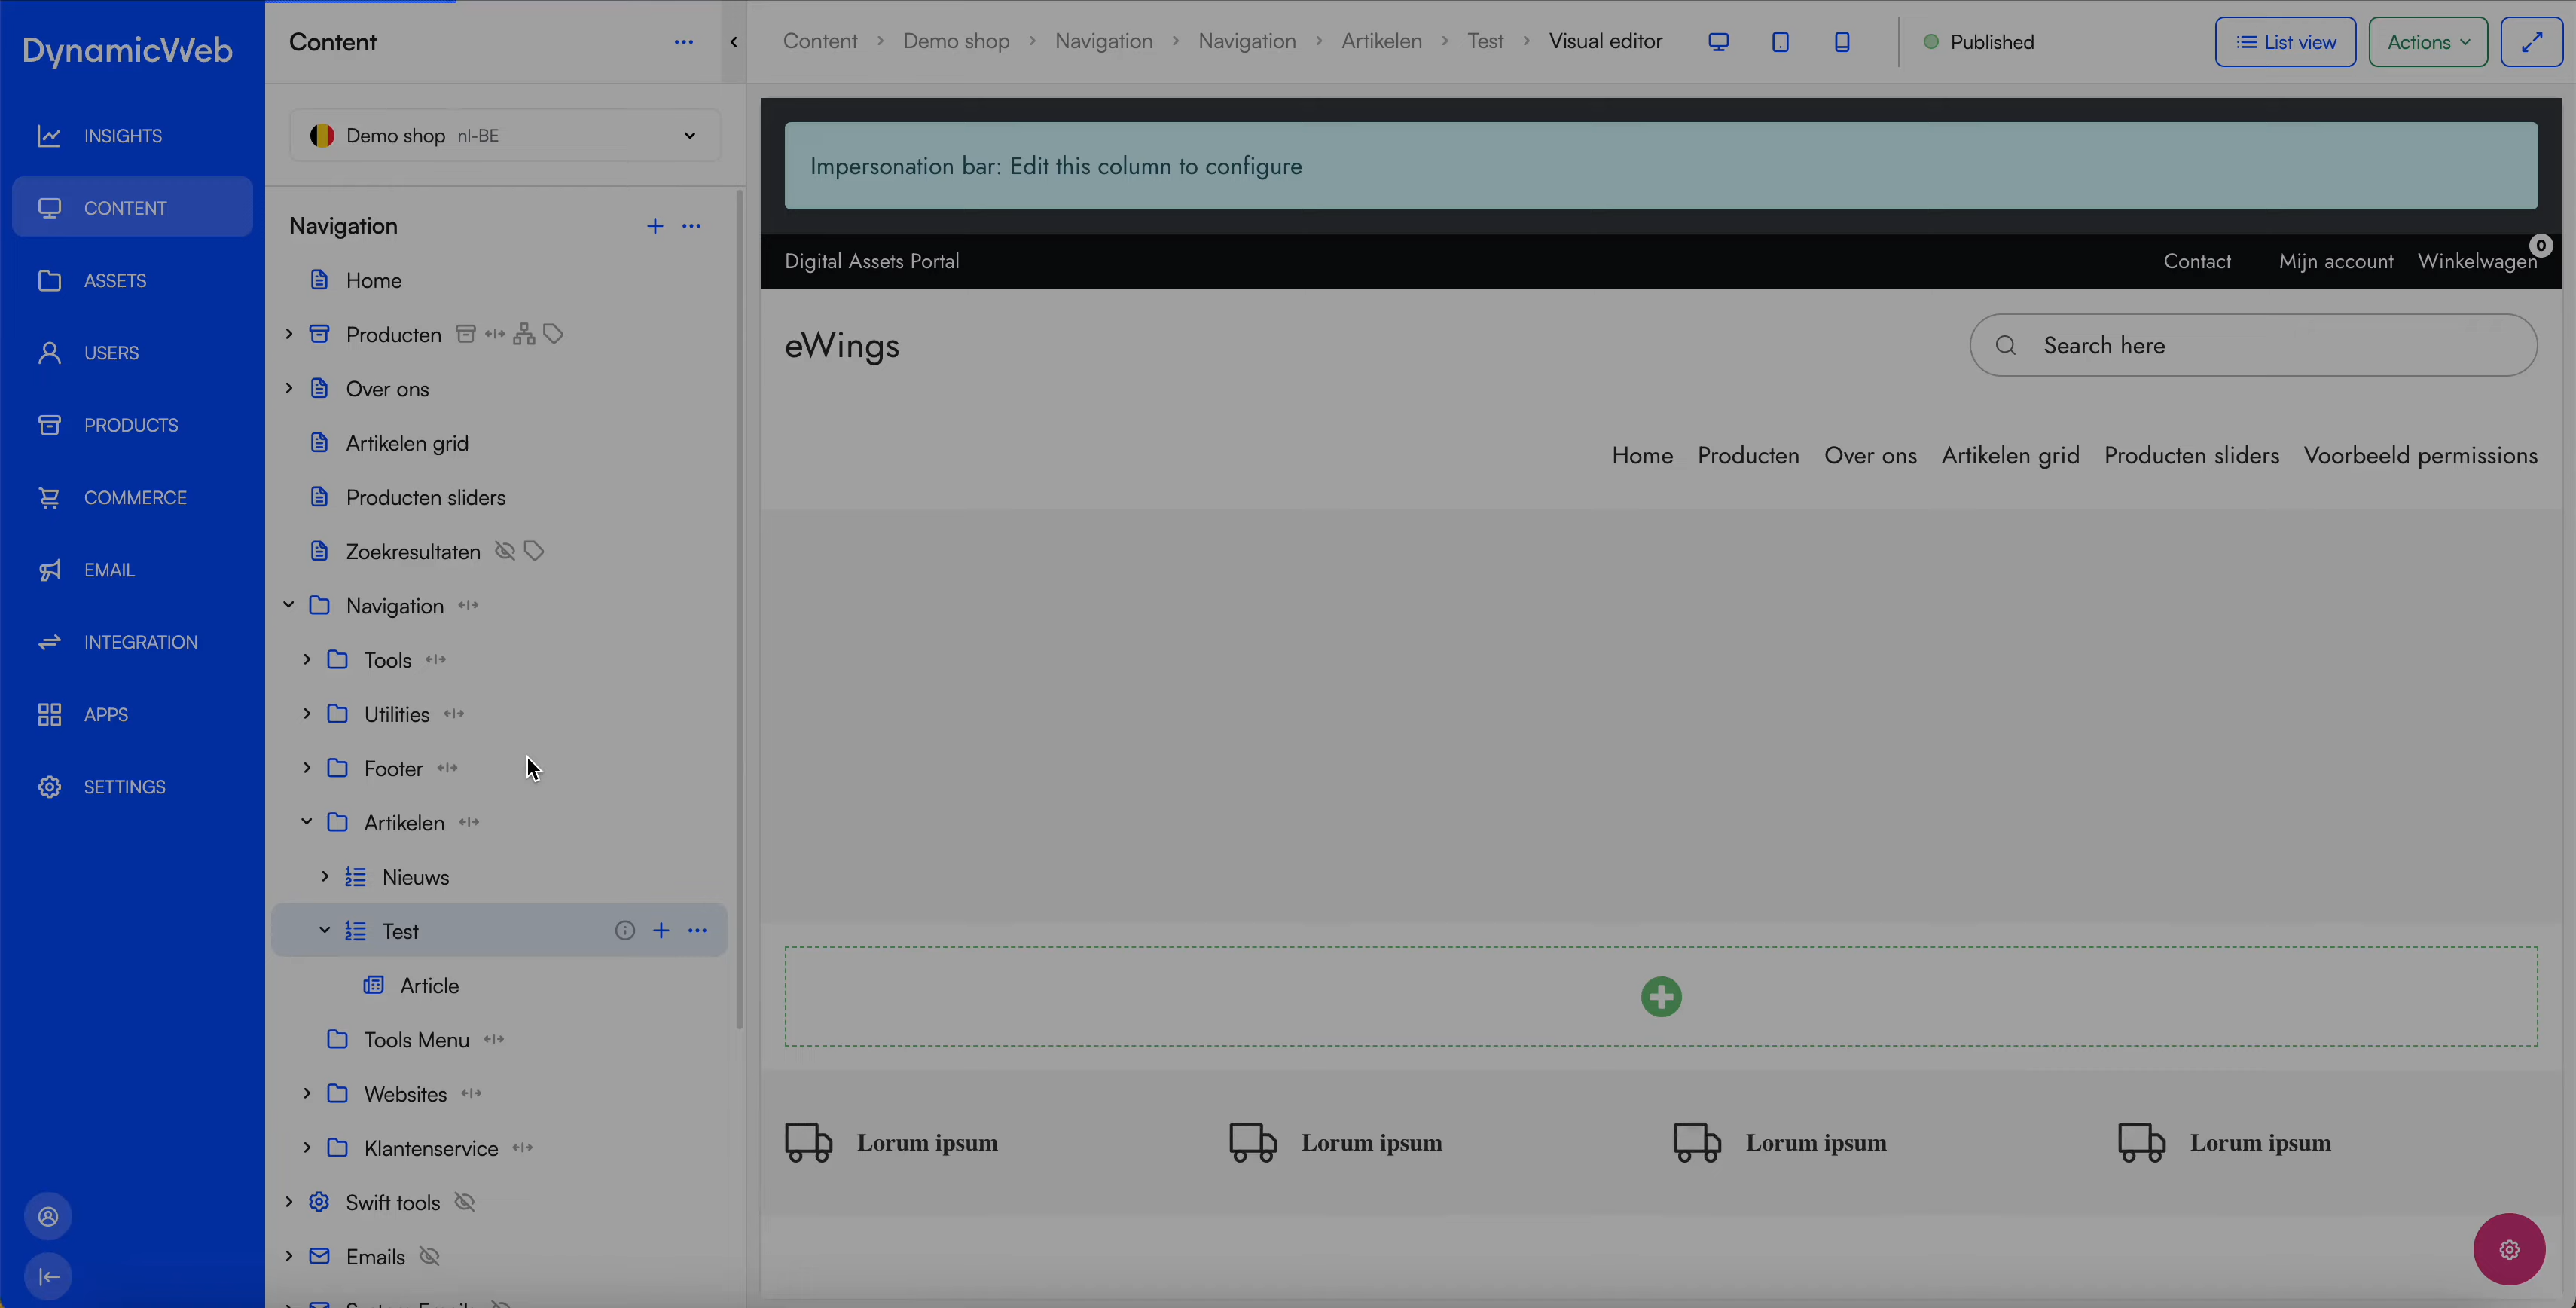 DynamicWeb
INSIGHTS
CONTENT
ASSETS
USERS
PRODUCTS
COMMERCE
EMAIL
INTEGRATION
APPS
SETTINGS
Content
Demo shop nl-BE
Navigation
Home
Producten
Over ons
Artikelen grid
Producten sliders
Zoekresultaten
Navigation
Tools
Utilities
Footer
Artikelen
Nieuws
Test
Article
Tools Menu
Websites
Klantenservice
Swift tools
Emails
Content > Demo shop > Navigation > Navigation > Artikelen > Test > Visual editor
Published
List view
Actions
Impersonation bar: Edit this column to configure
Digital Assets Portal
Contact
Mijn account
Winkelwagen
0
eWings
Search here
Home Producten Over ons Artikelen grid Producten sliders Voorbeeld permissions
Lorum ipsum
Lorum ipsum
Lorum ipsum
Lorum ipsum